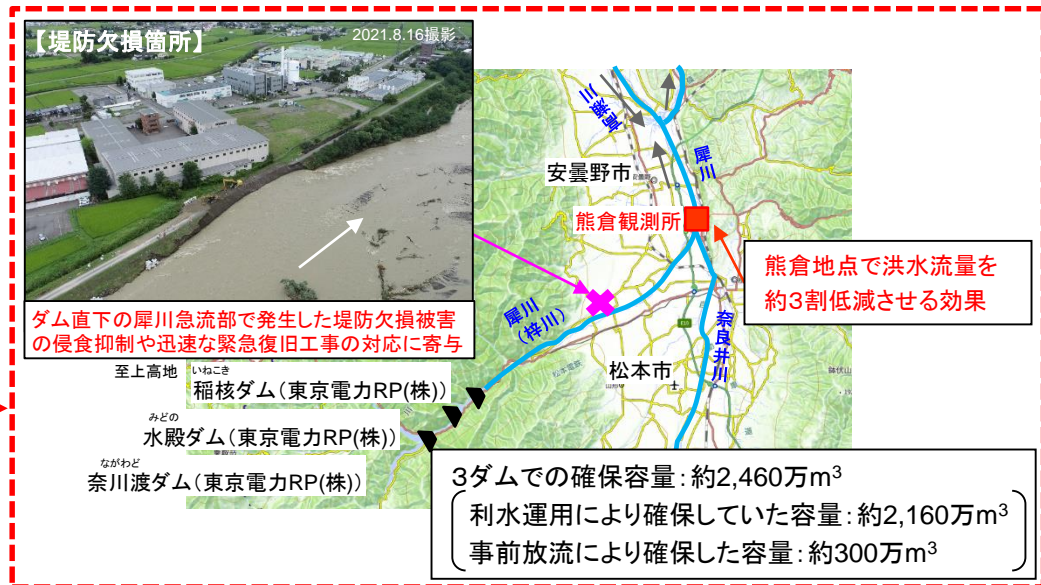 【堤防欠損箇所】
2021.8.16撮影
ダム直下の犀川急流部で発生した堤防欠損被害
の侵食抑制や迅速な緊急復旧工事の対応に寄与
高瀬川
犀川
安曇野市
熊倉観測所
熊倉地点で洪水流量を
約3割低減させる効果
犀川
(梓川)
奈良井川
松本市
松本電鉄
至上高地
いねこき
稲核ダム(東京電力RP(株))
みどの
水殿ダム(東京電力RP(株))
ながわど
奈川渡ダム(東京電力RP(株))
3ダムでの確保容量:約2,460万m³
利水運用により確保していた容量:約2,160万m³
事前放流により確保した容量:約300万m³